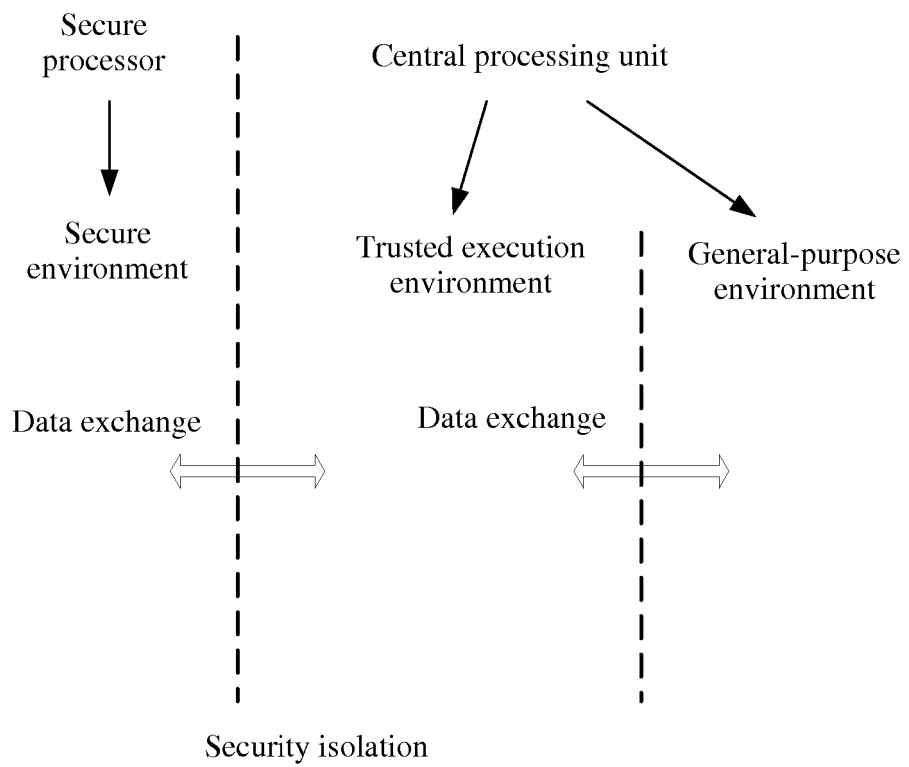 Secure
processor
Central processing unit
Secure
environment
Trusted execution
environment
General-purpose
environment
Data exchange
Data exchange
Security isolation